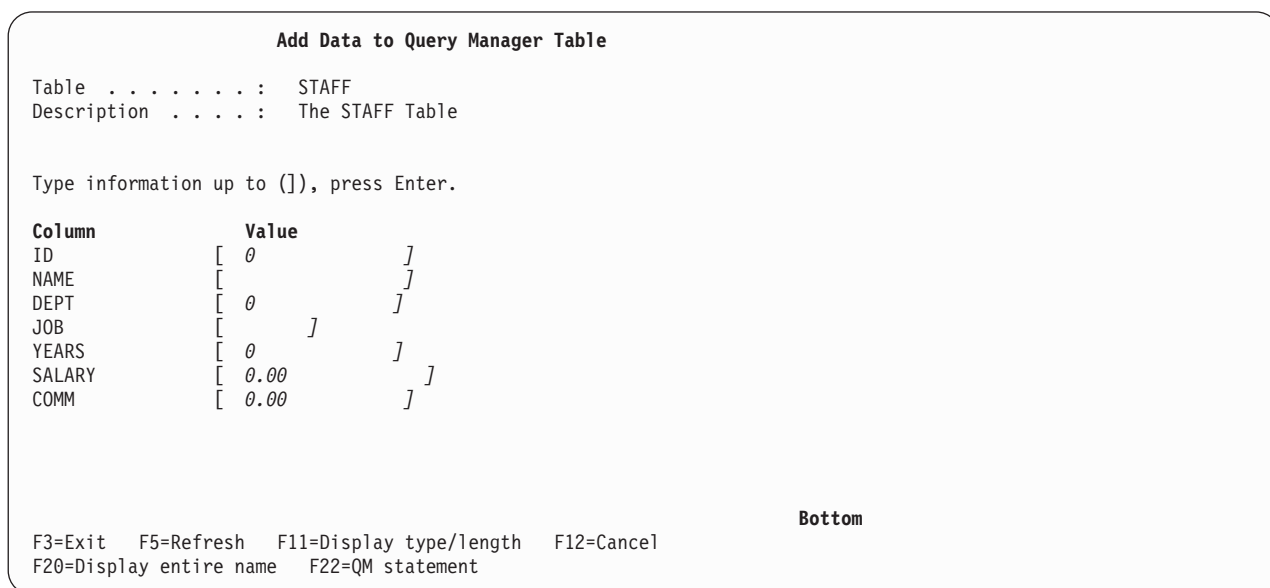 Add Data to Query Manager Table
Table . . . . . . . : STAFF
Description . . . . : The STAFF Table
Type information up to (]), press Enter.
Column Value
ID [ 0 ]
NAME [ ]
DEPT [ 0 ]
JOB [ ]
YEARS [ 0 ]
SALARY [ 0.00 ]
COMM [ 0.00 ]
Bottom
F3=Exit F5=Refresh F11=Display type/length F12=Cancel
F20=Display entire name F22=QM statement